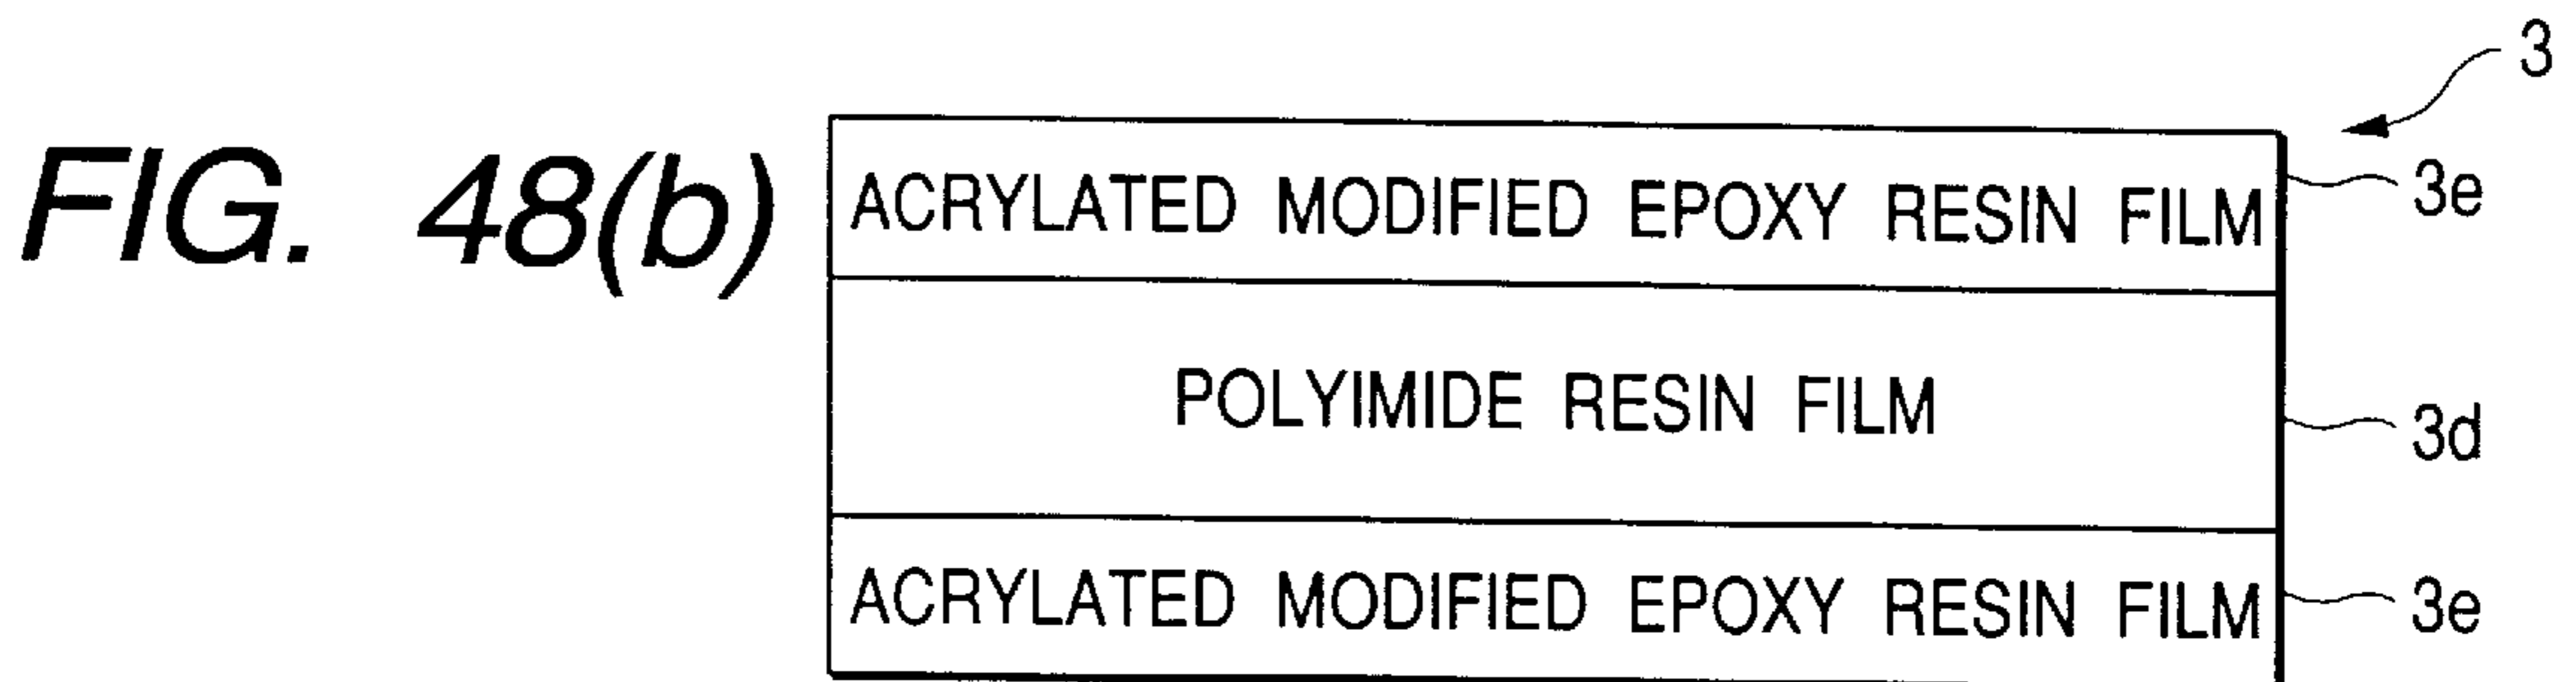 3
FIG. 48(b)
ACRYLATED MODIFIED EPOXY RESIN FILM 3e
POLYIMIDE RESIN FILM 3d
ACRYLATED MODIFIED EPOXY RESIN FILM 3e